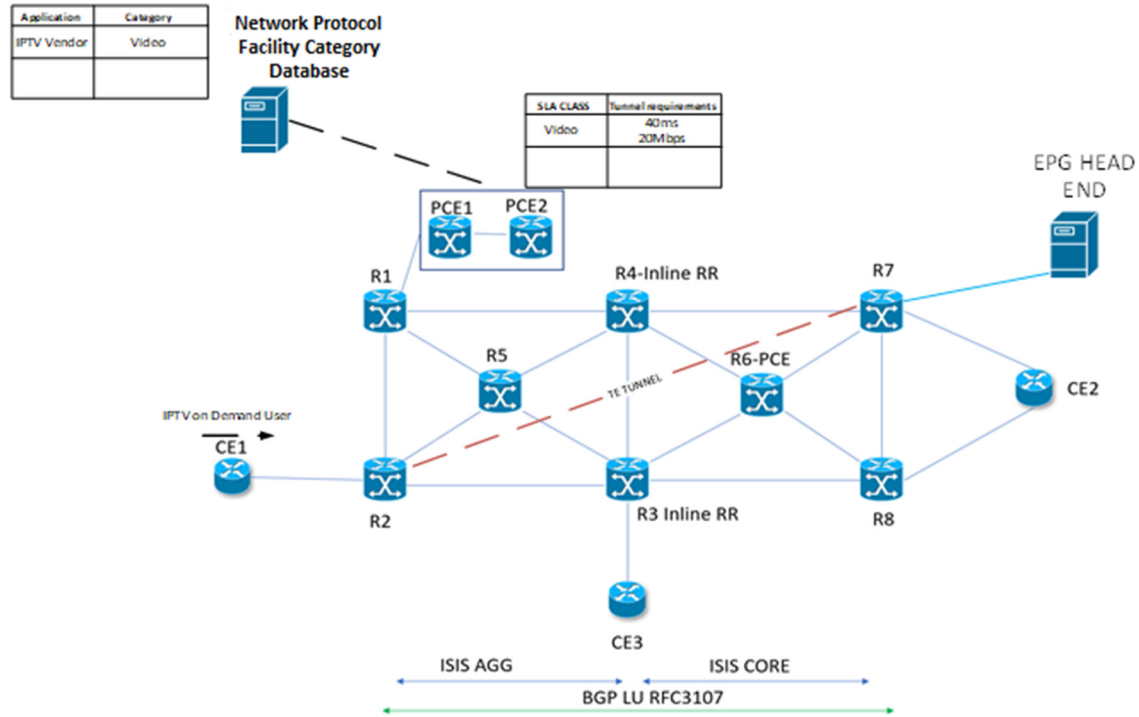 Application Category
IPTV Vendor Video
Network Protocol
Facility Category
Database
SLA CLASS Tunnel requirements
Video 40ms
20Mbps
EPG HEAD
END
PCE1 PCE2
R1 R4-Inline RR R7
R5 R6-PCE
TE TUNNEL
CE2
IPTV on Demand User
CE1
R2 R3 Inline RR R8
CE3
ISIS AGG ISIS CORE
BGP LU RFC3107